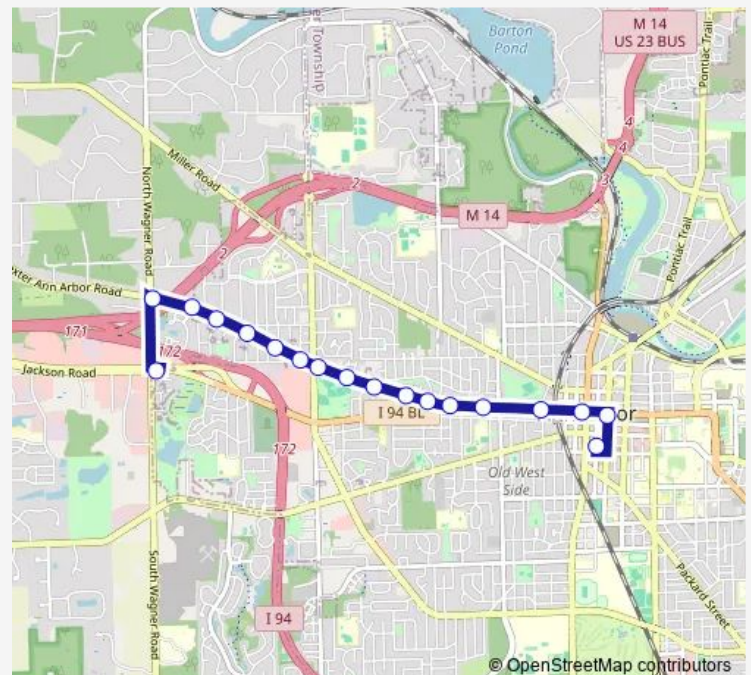 M 14
US 23 BUS
Barton
Pond
Pontiac Trail
er Township
4
4
3
Miller Road
2
M 14
North Wagner Road
2
Pontiac Trail
xter Ann Arbor Road
171
172
Jackson Road
I 94 BL
or
172
Old West
Side
South Wagner Road
Packard Street
I 94
© OpenStreetMap contributors